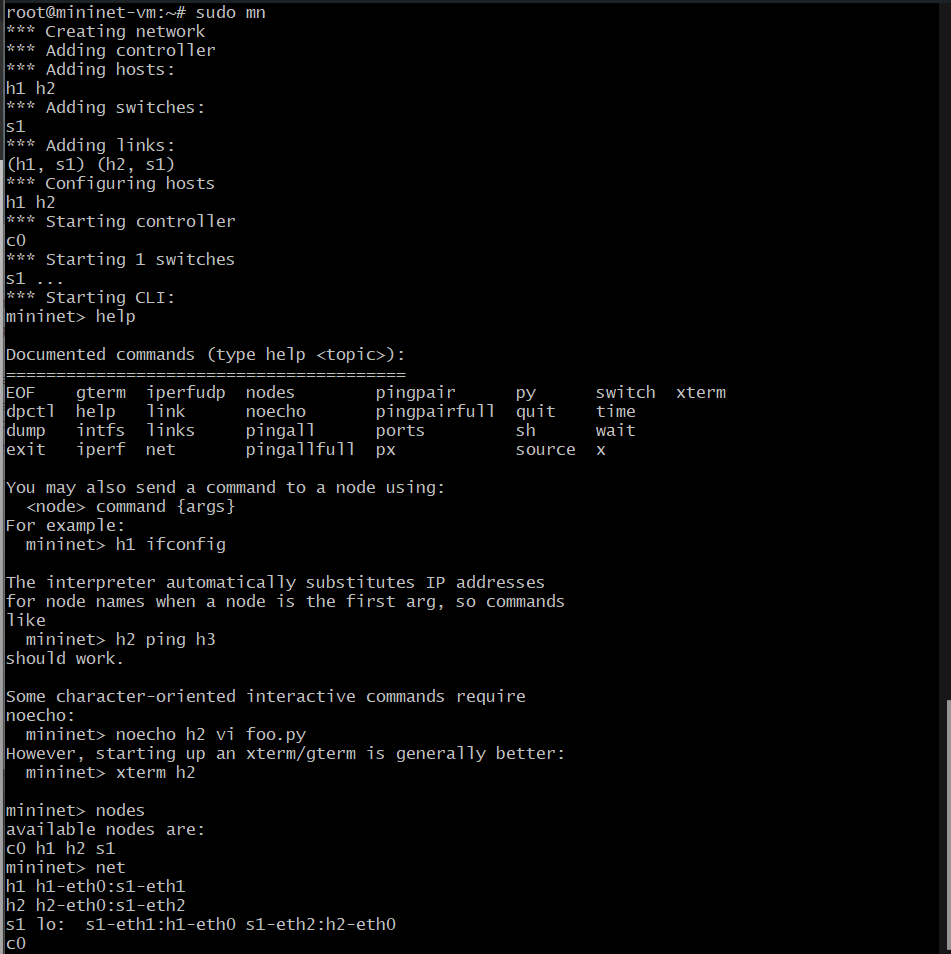 root@mininet-vm:~# sudo mn
*** Creating network
*** Adding controller
*** Adding hosts:
h1 h2
*** Adding switches:
s1
*** Adding links:
(h1, s1) (h2, s1)
*** Configuring hosts
h1 h2
*** Starting controller
c0
*** Starting 1 switches
s1 ...
*** Starting CLI:
mininet> help

Documented commands (type help <topic>):
========================================
EOF    gterm  iperfudp  nodes        pingpair      py      switch  xterm
dpctl  help   link      noecho       pingpairfull  quit    time
dump   intfs  links     pingall      ports         sh      wait
exit   iperf  net       pingallfull  px            source  x

You may also send a command to a node using:
  <node> command {args}
For example:
  mininet> h1 ifconfig

The interpreter automatically substitutes IP addresses
for node names when a node is the first arg, so commands
like
  mininet> h2 ping h3
should work.

Some character-oriented interactive commands require
noecho:
  mininet> noecho h2 vi foo.py
However, starting up an xterm/gterm is generally better:
  mininet> xterm h2

mininet> nodes
available nodes are:
c0 h1 h2 s1
mininet> net
h1 h1-eth0:s1-eth1
h2 h2-eth0:s1-eth2
s1 lo:  s1-eth1:h1-eth0 s1-eth2:h2-eth0
c0